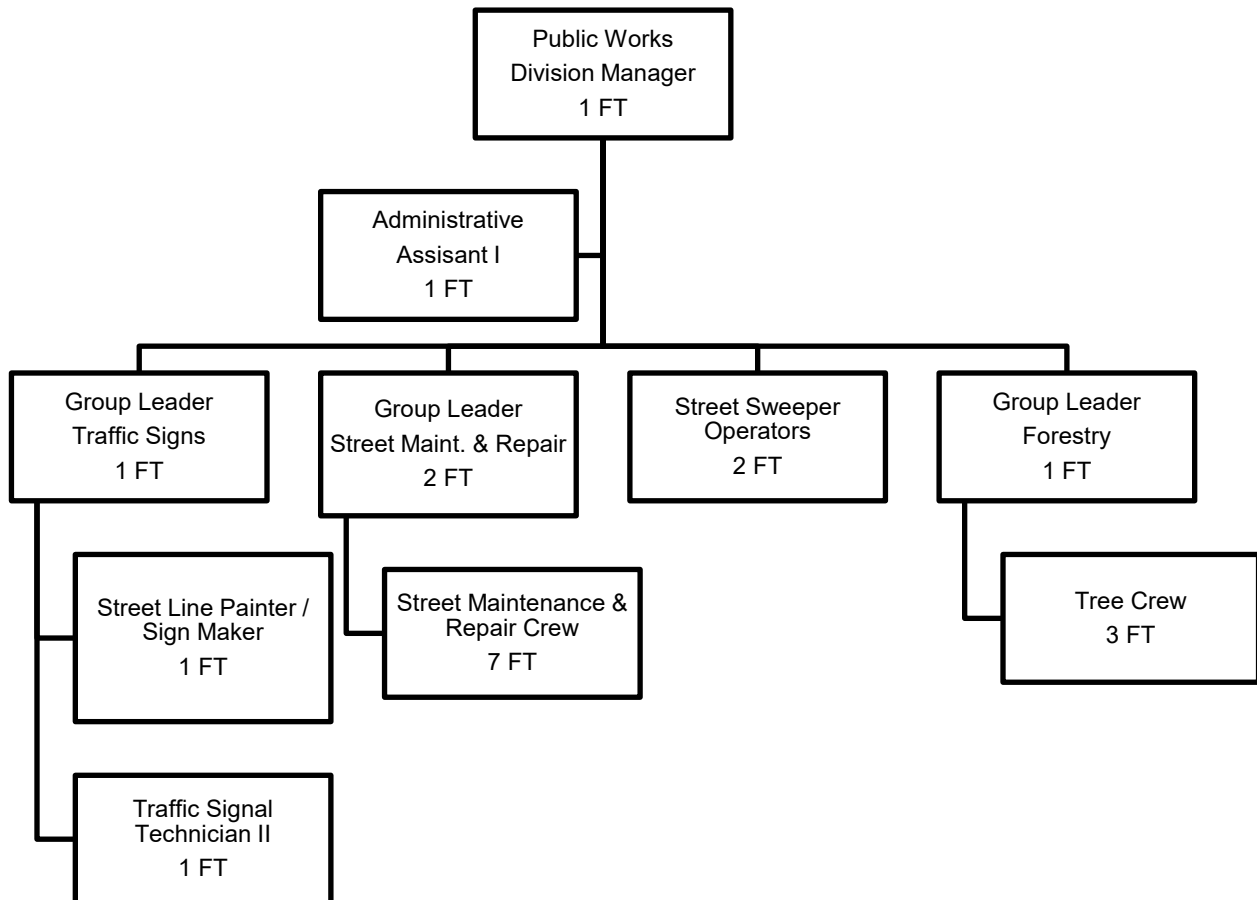 Public Works
Division Manager
1 FT
Administrative
Assisant I
1 FT
Group Leader
Traffic Signs
1 FT
Group Leader
Street Maint. & Repair
2 FT
Street Sweeper
Operators
2 FT
Group Leader
Forestry
1 FT
Street Line Painter /
Sign Maker
1 FT
Street Maintenance &
Repair Crew
7 FT
Tree Crew
3 FT
Traffic Signal
Technician II
1 FT